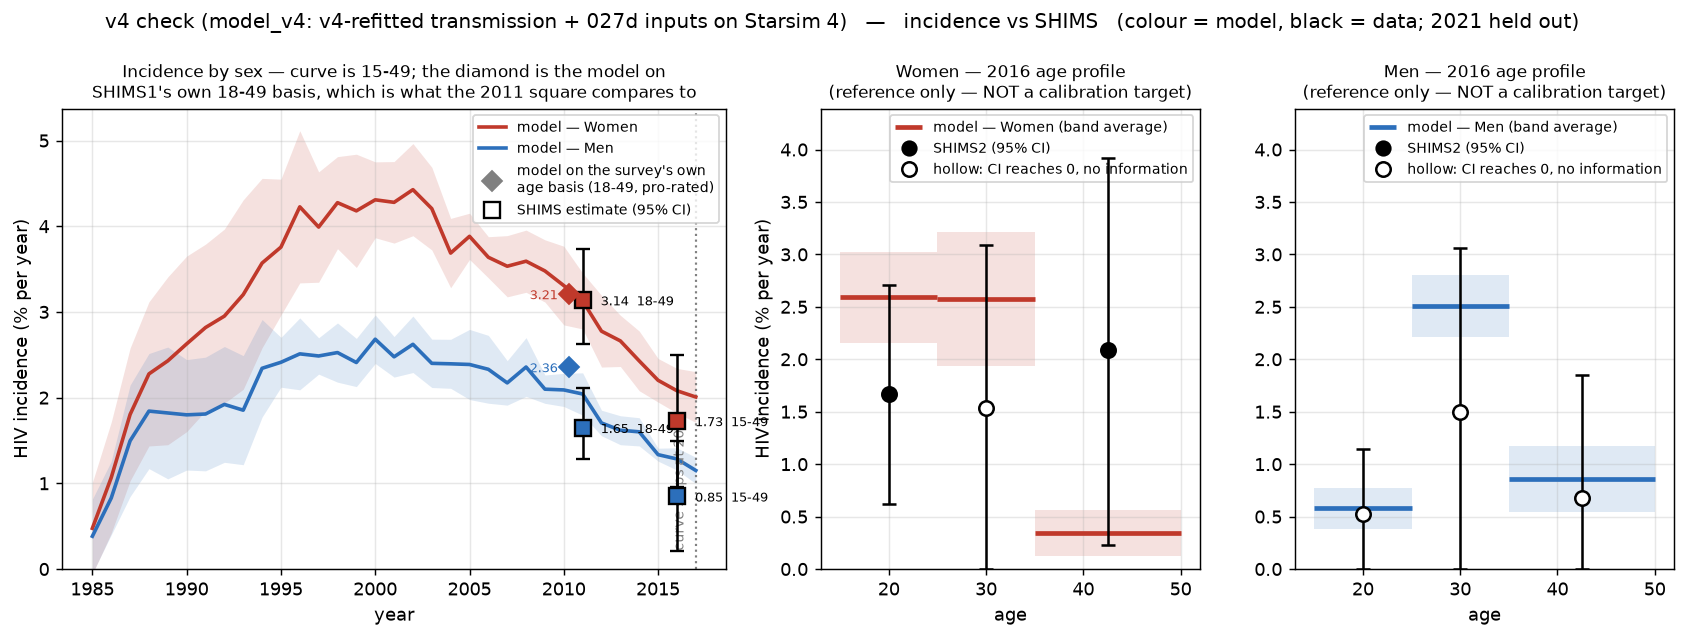 v4 check (model_v4: v4-refitted transmission + 027d inputs on Starsim 4)   —   incidence vs SHIMS   (colour = model, black = data; 2021 held out)
Incidence by sex — curve is 15-49; the diamond is the model on
SHIMS1's own 18-49 basis, which is what the 2011 square compares to
HIV incidence (% per year)
5
4
3
2
1
0
model — Women
model — Men
model on the survey's own
age basis (18-49, pro-rated)
SHIMS estimate (95% CI)
3.21
3.14  18-49
2.36
1.65  18-49
1.73  15-49
0.85  15-49
1985
1990
1995
2000
2005
2010
2015
year
Women — 2016 age profile
(reference only — NOT a calibration target)
HIV incidence (% per year)
4.0
3.5
3.0
2.5
2.0
1.5
1.0
0.5
0.0
model — Women (band average)
SHIMS2 (95% CI)
hollow: CI reaches 0, no information
20
30
40
50
age
Men — 2016 age profile
(reference only — NOT a calibration target)
4.0
3.5
3.0
2.5
2.0
1.5
1.0
0.5
0.0
model — Men (band average)
SHIMS2 (95% CI)
hollow: CI reaches 0, no information
20
30
40
50
age